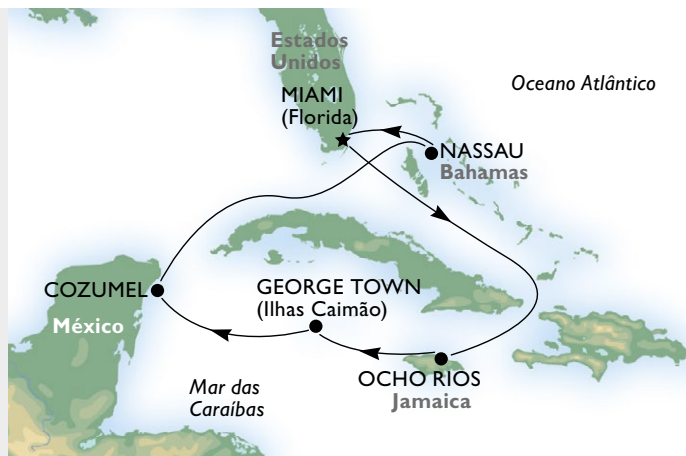 Estados
Unidos
MIAMI
(Florida)
Oceano Atlântico
NASSAU
Bahamas
COZUMEL
México
GEORGE TOWN
(Ilhas Caimão)
OCHO RIOS
Jamaica
Mar das
Caraíbas